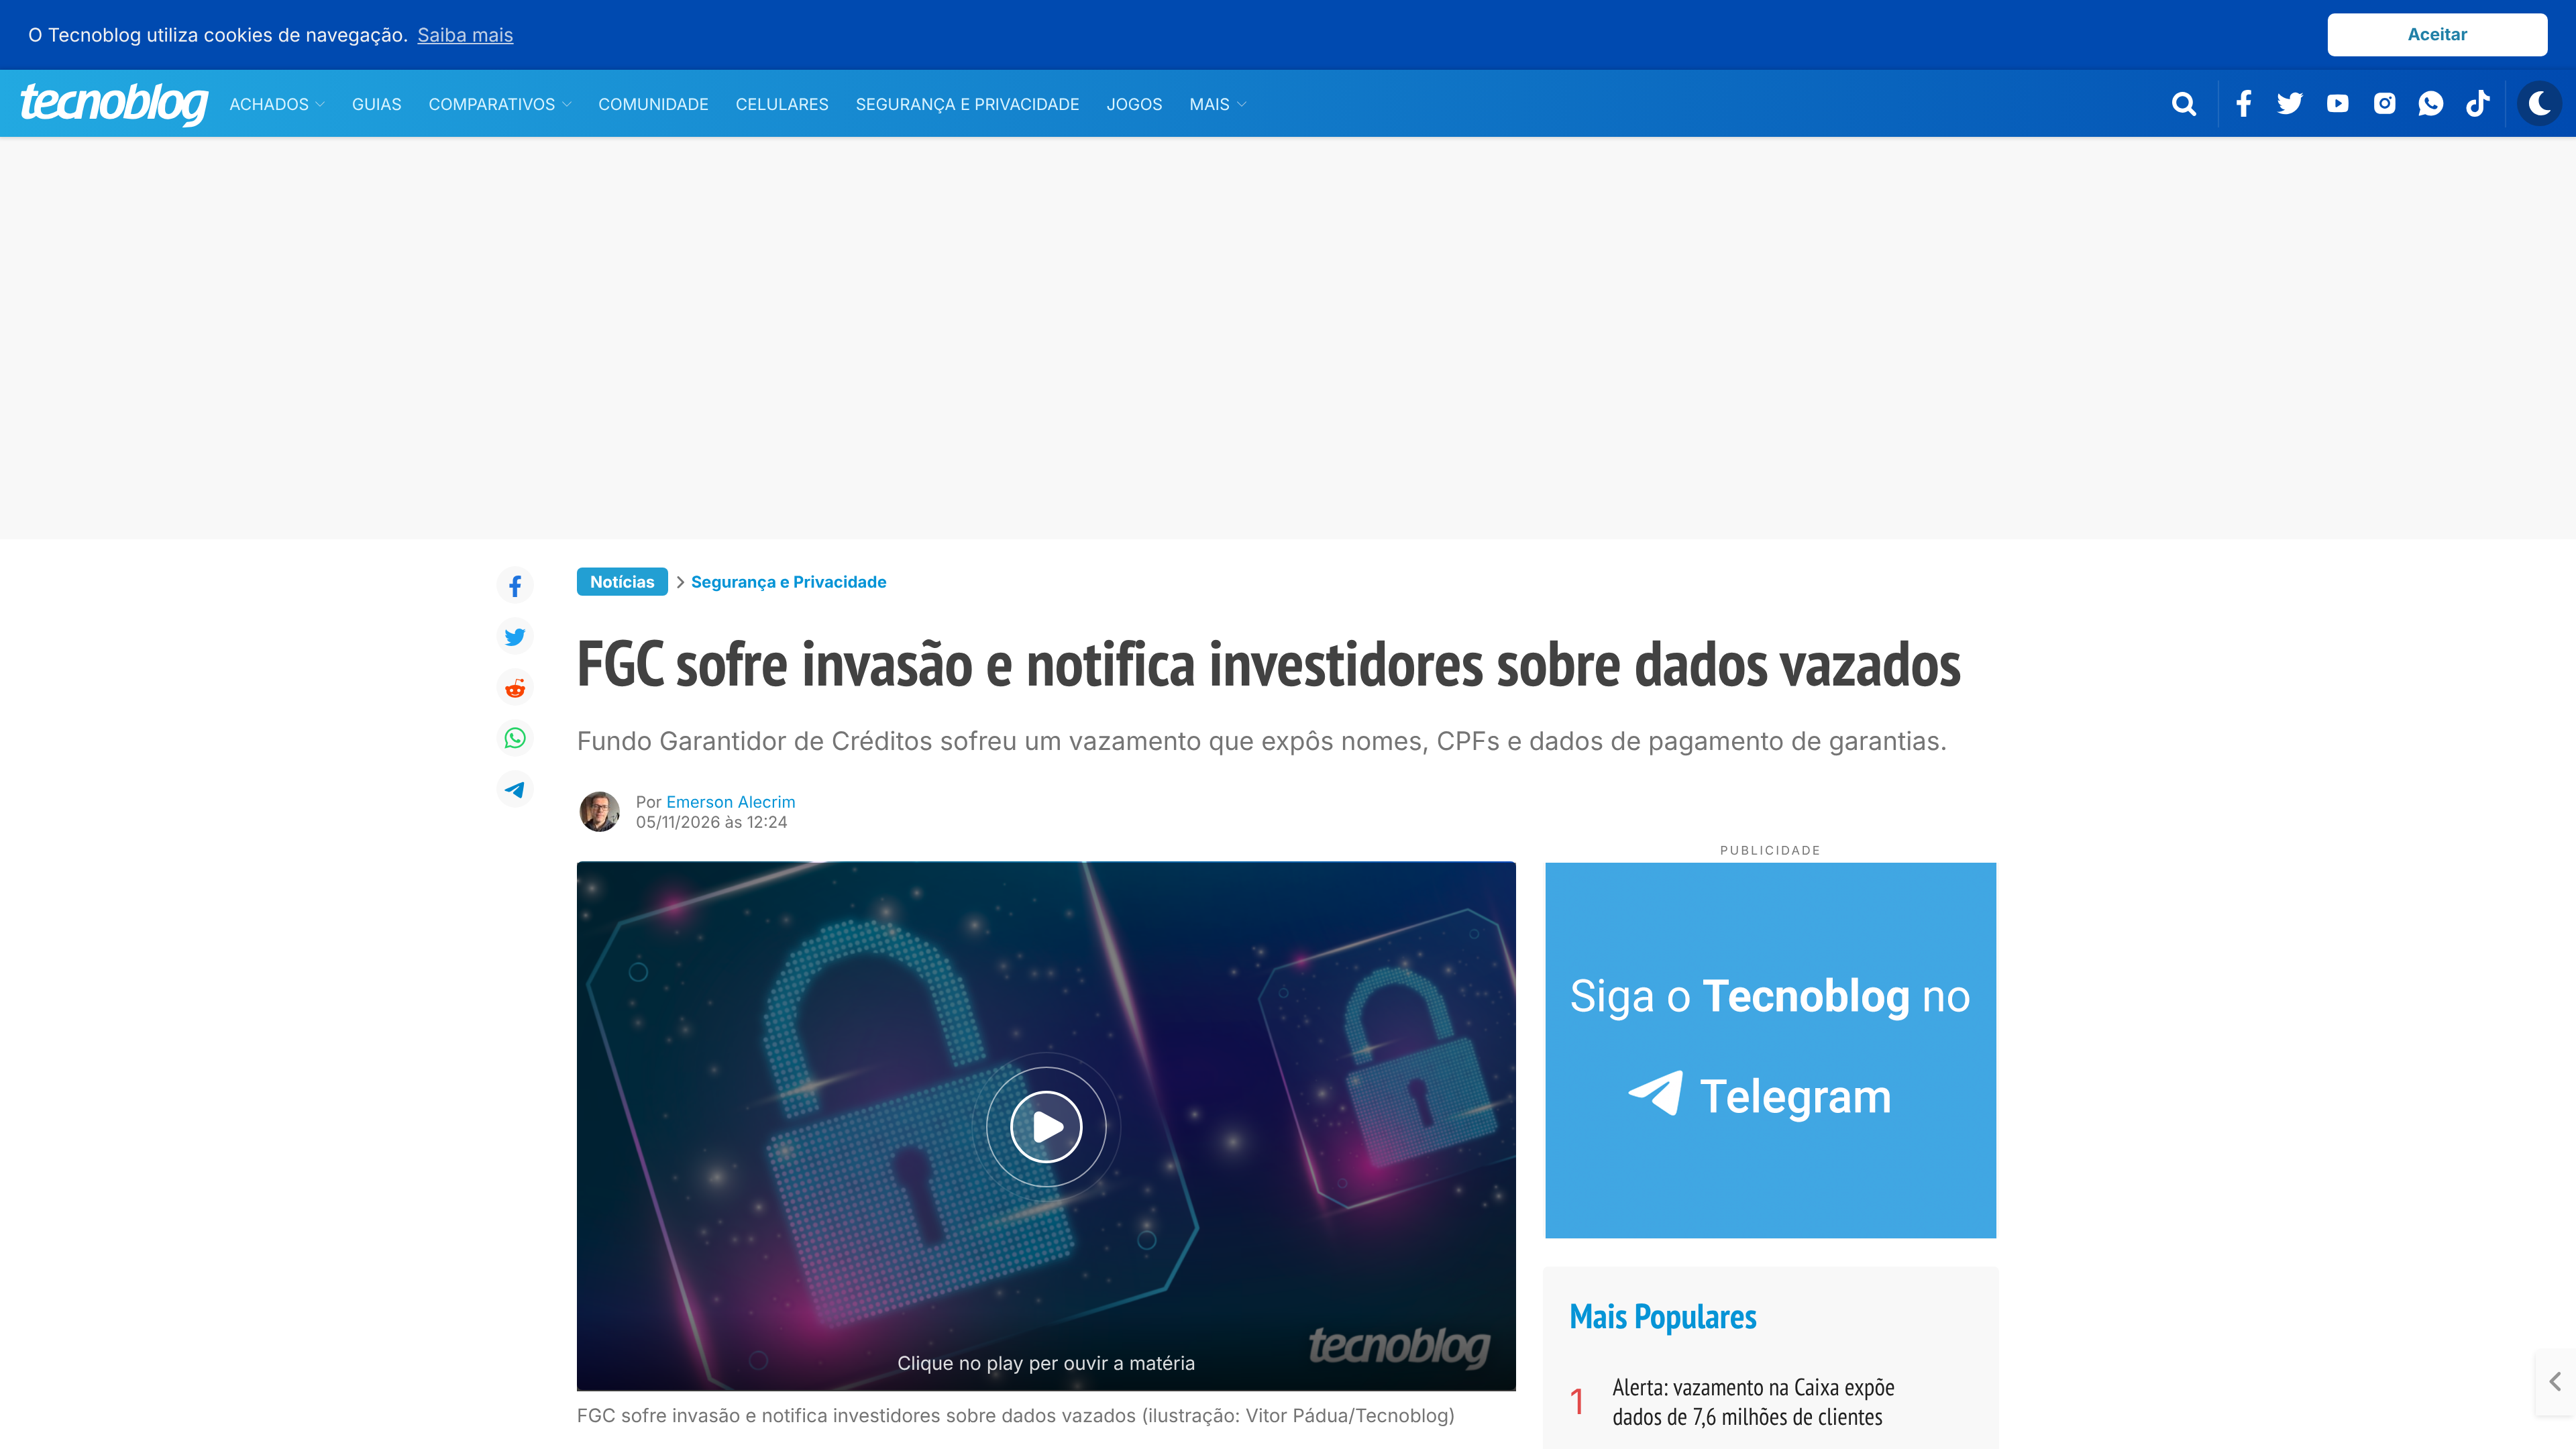 O Tecnoblog utiliza cookies de navegação. Saiba mais
Aceitar
tecnoblog
ACHADOS
GUIAS
COMPARATIVOS
COMUNIDADE
CELULARES
SEGURANÇA E PRIVACIDADE
JOGOS
MAIS
Notícias
Segurança e Privacidade
FGC sofre invasão e notifica investidores sobre dados vazados
Fundo Garantidor de Créditos sofreu um vazamento que expôs nomes, CPFs e dados de pagamento de garantias.
Por Emerson Alecrim
05/11/2026 às 12:24
tecnoblog
Clique no play per ouvir a matéria
FGC sofre invasão e notifica investidores sobre dados vazados (ilustração: Vitor Pádua/Tecnoblog)
PUBLICIDADE
Siga o Tecnoblog no
Telegram
Mais Populares
1
Alerta: vazamento na Caixa expõe
dados de 7,6 milhões de clientes